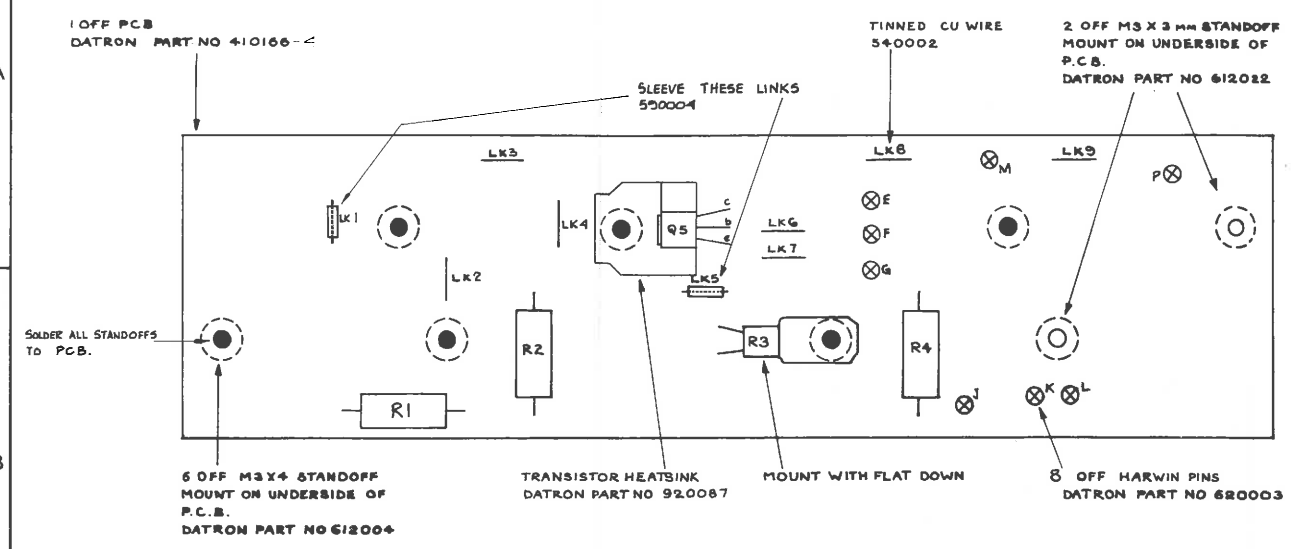 1 OFF PCB
DATRON PART NO 410166-
TINNED CU WIRE
540002
2 OFF M3 X 3 MM STANDOFF
MOUNT ON UNDERSIDE OF
P.C.B.
DATRON PART NO 612022
A
SLEEVE THESE LINKS
590004
LK3
LK8
LK9
M
P
LK1
LK4
Q5
c
b
e
LK6
LK7
E
F
G
LK2
LK5
SOLDER ALL STANDOFFS
TO PCB.
R2
R3
R4
R1
J
K
L
B
6 OFF M3X4 STANDOFF
MOUNT ON UNDERSIDE OF
P.C.B.
DATRON PART NO 612004
TRANSISTOR HEATSINK
DATRON PART NO 920087
MOUNT WITH FLAT DOWN
8 OFF HARWIN PINS
DATRON PART NO 620003